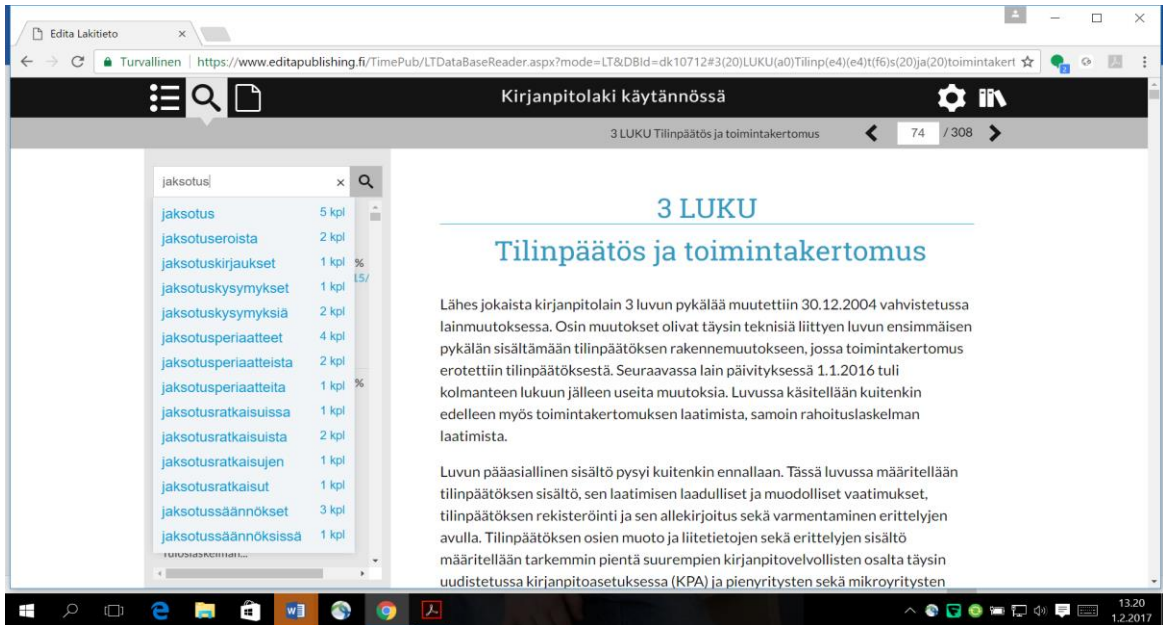 Edita Lakitieto
Turvallinen | https://www.editapublishing.fi/TimePub/LTDataBaseReader.aspx?mode=LT&DBId=dk10712#3(20)LUKU(a0)Tilinp(e4)(e4)t(f6)s(20)ja(20)toimintakert
Kirjanpitolaki käytännössä
3 LUKU Tilinpäätös ja toimintakertomus 74 / 308
jaksotus
jaksotus 5 kpl
jaksotuseroista 2 kpl
jaksotuskirjaukset 1 kpl %
jaksotuskysymykset 1 kpl 15/
jaksotuskysymyksiä 2 kpl
jaksotusperiaatteet 4 kpl
jaksotusperiaatteista 2 kpl
jaksotusperiaatteita 1 kpl %
jaksotusratkaisuissa 1 kpl
jaksotusratkaisuista 2 kpl
jaksotusratkaisujen 1 kpl
jaksotusratkaisut 1 kpl
jaksotussäännökset 3 kpl
jaksotussäännöksissä 1 kpl
Tuloslaskelman...
3 LUKU
Tilinpäätös ja toimintakertomus
Lähes jokaista kirjanpitolain 3 luvun pykälää muutettiin 30.12.2004 vahvistetussa
lainmuutoksessa. Osin muutokset olivat täysin teknisiä liittyen luvun ensimmäisen
pykälän sisältämään tilinpäätöksen rakennemuutokseen, jossa toimintakertomus
erotettiin tilinpäätöksestä. Seuraavassa lain päivityksessä 1.1.2016 tuli
kolmanteen lukuun jälleen useita muutoksia. Luvussa käsitellään kuitenkin
edelleen myös toimintakertomuksen laatimista, samoin rahoituslaskelman
laatimista.
Luvun pääasiallinen sisältö pysyi kuitenkin ennallaan. Tässä luvussa määritellään
tilinpäätöksen sisältö, sen laatimisen laadulliset ja muodolliset vaatimukset,
tilinpäätöksen rekisteröinti ja sen allekirjoitus sekä varmentaminen erittelyjen
avulla. Tilinpäätöksen osien muoto ja liitetietojen sekä erittelyjen sisältö
määritellään tarkemmin pientä suurempien kirjanpitovelvollisten osalta täysin
uudistetussa kirjanpitoasetuksessa (KPA) ja pienyritysten sekä mikroyritysten
13.20
1.2.2017